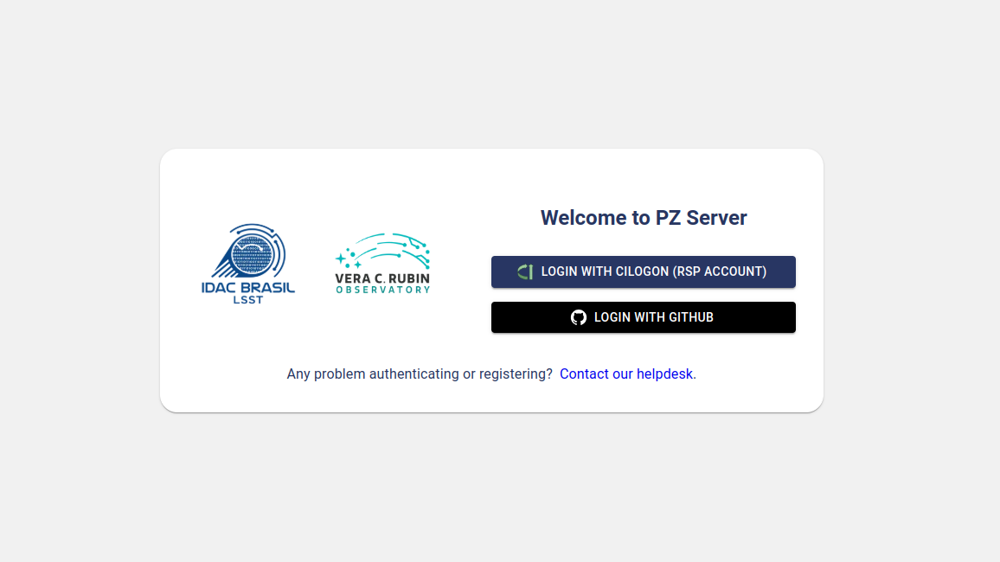 Welcome to PZ Server
IDAC BRASIL
LSST
VERA C. RUBIN
OBSERVATORY
LOGIN WITH CILOGON (RSP ACCOUNT)
LOGIN WITH GITHUB
Any problem authenticating or registering? Contact our helpdesk.